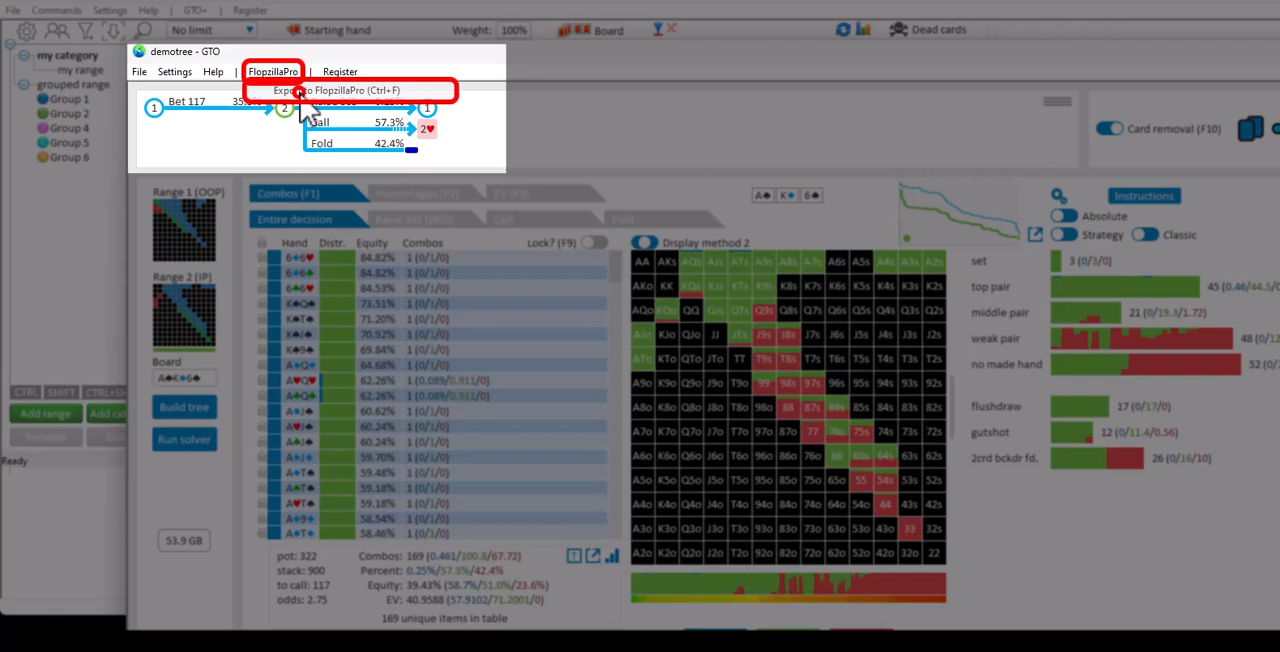 File Commands Settings Help | GTO+ | Register
No limit Starting hand Weight: 100% Board Dead cards
my category
my range
grouped range
Group 1
Group 2
Group 4
Group 5
Group 6
demotree - GTO
File Settings Help | FlopzillaPro | Register
to FlopzillaPro (Ctrl+F)
1 Bet 117 2 1
57.3% 2♥
Fold 42.4%
Card removal (F10)
Range 1 (OOP)
Range 2 (IP)
Board
A♠K♦6♠
Build tree
Run solver
53.9 GB
CTRL SHIFT
Add range
Ready
Combos (F1) Percentages (F2) EV (F3)
A♠ K♦ 6♠
Entire decision Call Fold
Hand Distr. Equity Combos Lock? (F9)
6♦6♥ 84.82% 1 (0/1/0)
6♦6♣ 84.82% 1 (0/1/0)
6♣6♥ 84.53% 1 (0/1/0)
K♠Q♠ 73.51% 1 (0/1/0)
K♠T♠ 71.20% 1 (0/1/0)
K♠J♠ 70.92% 1 (0/1/0)
K♠9♠ 69.84% 1 (0/1/0)
A♦Q♦ 64.68% 1 (0/1/0)
A♥Q♥ 62.26% 1 (0.089/0.911/0)
A♣Q♣ 62.26% 1 (0.089/0.911/0)
A♦J♠ 60.62% 1 (0/1/0)
A♥J♠ 60.24% 1 (0/1/0)
A♣J♠ 60.24% 1 (0/1/0)
A♦J♦ 59.70% 1 (0/1/0)
A♦T♠ 59.48% 1 (0/1/0)
A♣T♠ 59.18% 1 (0/1/0)
A♥T♠ 59.18% 1 (0/1/0)
A♦9♦ 58.54% 1 (0/1/0)
A♦T♦ 58.46% 1 (0/1/0)
pot: 322 Combos: 169 (0.461/100.8/67.72)
stack: 900 Percent: 0.25%/57.3%/42.4%
to call: 117 Equity: 39.43% (58.7%/51.0%/23.6%)
odds: 2.75 EV: 40.9588 (57.9102/71.2001/0)
169 unique items in table
Display method 2
AA AKs AQs AJs ATs A9s A8s A7s A6s A5s A4s A3s A2s
AKo KK KQs KJs KTs K9s K8s K7s K6s K5s K4s K3s K2s
AQo KQo QQ QJs QTs Q9s Q8s Q7s Q6s Q5s Q4s Q3s Q2s
AJo KJo QJo JJ JTs J9s J8s J7s J6s J5s J4s J3s J2s
ATo KTo QTo JTo TT T9s T8s T7s T6s T5s T4s T3s T2s
A9o K9o Q9o J9o T9o 99 98s 97s 96s 95s 94s 93s 92s
A8o K8o Q8o J8o T8o 98o 88 87s 86s 85s 84s 83s 82s
A7o K7o Q7o J7o T7o 97o 87o 77 76s 75s 74s 73s 72s
A6o K6o Q6o J6o T6o 96o 86o 76o 66 65s 64s 63s 62s
A5o K5o Q5o J5o T5o 95o 85o 75o 65o 55 54s 53s 52s
A4o K4o Q4o J4o T4o 94o 84o 74o 64o 54o 44 43s 42s
A3o K3o Q3o J3o T3o 93o 83o 73o 63o 53o 43o 33 32s
A2o K2o Q2o J2o T2o 92o 82o 72o 62o 52o 42o 32o 22
Instructions
Absolute
Strategy Classic
set 3 (0/3/0)
top pair 45 (0.46/44.5/
middle pair 21 (0/19.3/1.72)
weak pair 48
no made hand 52
flushdraw 17 (0/17/0)
gutshot 12 (0/11.4/0.56)
2crd bckdr fd. 26 (0/16/10)